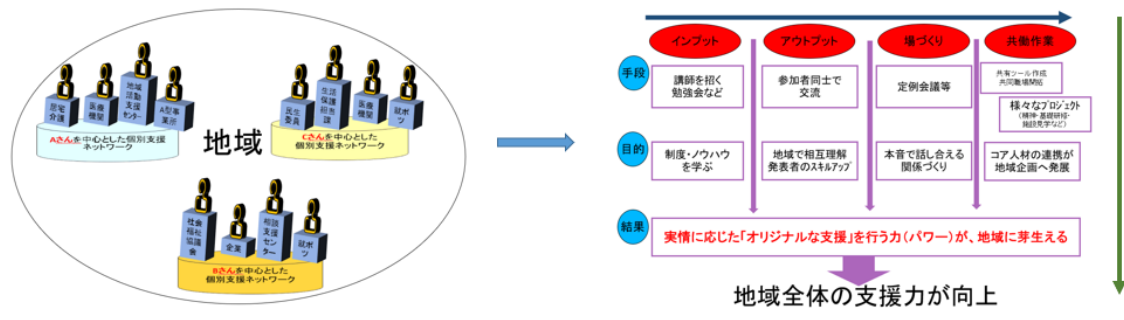 居宅
介護
医療
機関
地域
活動
支援
センター
A型事
業所
Aさんを中心とした個別支援
ネットワーク
地域
民生
委員
生活
保護
担当
課
医療
機関
就ポ
ツ
Cさんを中心とした
個別支援ネットワーク
社会
福祉
協議
会
企業
相談
支援
セン
ター
就ポ
ツ
Bさんを中心とした
個別支援ネットワーク
インプット
アウトプット
場づくり
共働作業
手段
講師を招く
勉強会など
参加者同士で
交流
定例会議等
共有ツール作成
共同職場開拓
様々なプロジェクト
(精神・基礎研修・
施設見学など)
目的
制度・ノウハウ
を学ぶ
地域で相互理解
発表者のスキルアップ
本音で話し合える
関係づくり
コア人材の連携が
地域企画へ発展
結果
実情に応じた「オリジナルな支援」を行う力(パワー)が、地域に芽生える
地域全体の支援力が向上